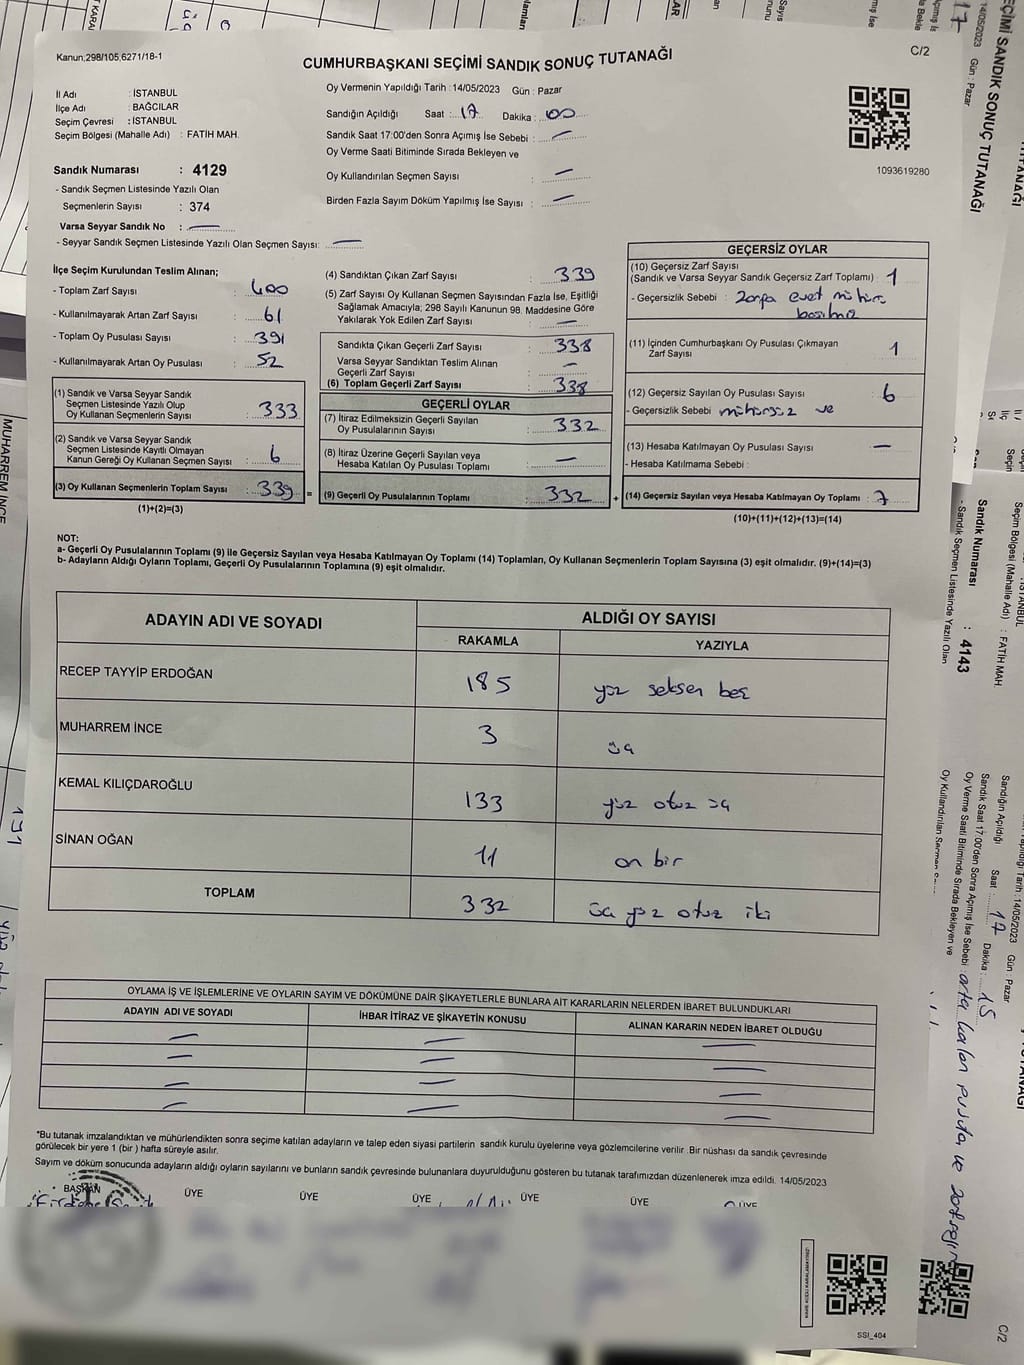 Kanun;298/105,6271/18-1
C/2
CUMHURBAŞKANI SEÇİMİ SANDIK SONUÇ TUTANAĞI
İl Adı : İSTANBUL
İlçe Adı : BAĞCILAR
Seçim Çevresi : İSTANBUL
Seçim Bölgesi (Mahalle Adı) : FATİH MAH.
Sandık Numarası : 4129
- Sandık Seçmen Listesinde Yazılı Olan
Seçmenlerin Sayısı : 374
Varsa Seyyar Sandık No : —
- Seyyar Sandık Seçmen Listesinde Yazılı Olan Seçmen Sayısı: —
Oy Vermenin Yapıldığı Tarih : 14/05/2023 Gün : Pazar
Sandığın Açıldığı Saat : 17 Dakika : 00
Sandık Saat 17:00'den Sonra Açımış İse Sebebi : —
Oy Verme Saati Bitiminde Sırada Bekleyen ve
Oy Kullandırılan Seçmen Sayısı : —
Birden Fazla Sayım Döküm Yapılmış İse Sayısı : —
1093619280
İlçe Seçim Kurulundan Teslim Alınan;
- Toplam Zarf Sayısı : 400
- Kullanılmayarak Artan Zarf Sayısı : 61
- Toplam Oy Pusulası Sayısı : 391
- Kullanılmayarak Artan Oy Pusulası : 52
(1) Sandık ve Varsa Seyyar Sandık
Seçmen Listesinde Yazılı Olup
Oy Kullanan Seçmenlerin Sayısı : 333
(2) Sandık ve Varsa Seyyar Sandık
Seçmen Listesinde Kayıtlı Olmayan
Kanun Gereği Oy Kullanan Seçmen Sayısı : 6
(3) Oy Kullanan Seçmenlerin Toplam Sayısı : 339 =
(1)+(2)=(3)
(4) Sandıktan Çıkan Zarf Sayısı : 339
(5) Zarf Sayısı Oy Kullanan Seçmen Sayısından Fazla İse, Eşitliği
Sağlamak Amacıyla; 298 Sayılı Kanunun 98. Maddesine Göre
Yakılarak Yok Edilen Zarf Sayısı : —
Sandıkta Çıkan Geçerli Zarf Sayısı : 338
Varsa Seyyar Sandıktan Teslim Alınan
Geçerli Zarf Sayısı : —
(6) Toplam Geçerli Zarf Sayısı : 338
GEÇERLİ OYLAR
(7) İtiraz Edilmeksizin Geçerli Sayılan
Oy Pusulalarının Sayısı : 332
(8) İtiraz Üzerine Geçerli Sayılan veya
Hesaba Katılan Oy Pusulaları Toplamı : —
(9) Geçerli Oy Pusulalarının Toplamı : 332 +
GEÇERSİZ OYLAR
(10) Geçersiz Zarf Sayısı
(Sandık ve Varsa Seyyar Sandık Geçersiz Zarf Toplamı) : 1
- Geçersizlik Sebebi : zarfa evet mührü
basılmış
(11) İçinden Cumhurbaşkanı Oy Pusulası Çıkmayan
Zarf Sayısı : 1
(12) Geçersiz Sayılan Oy Pusulası Sayısı : 6
- Geçersizlik Sebebi mühürsüz ve
(13) Hesaba Katılmayan Oy Pusulası Sayısı : —
- Hesaba Katılmama Sebebi :
(14) Geçersiz Sayılan veya Hesaba Katılmayan Oy Toplamı : 7
(10)+(11)+(12)+(13)=(14)
NOT:
a- Geçerli Oy Pusulalarının Toplamı (9) ile Geçersiz Sayılan veya Hesaba Katılmayan Oy Toplamı (14) Toplamları, Oy Kullanan Seçmenlerin Toplam Sayısına (3) eşit olmalıdır. (9)+(14)=(3)
b- Adayların Aldığı Oyların Toplamı, Geçerli Oy Pusulalarının Toplamına (9) eşit olmalıdır.
ADAYIN ADI VE SOYADI ALDIĞI OY SAYISI
RAKAMLA YAZIYLA
RECEP TAYYİP ERDOĞAN 185 yüz seksen beş
MUHARREM İNCE 3 üç
KEMAL KILIÇDAROĞLU 133 yüz otuz üç
SİNAN OĞAN 11 on bir
TOPLAM 332 üç yüz otuz iki
OYLAMA İŞ VE İŞLEMLERİNE VE OYLARIN SAYIM VE DÖKÜMÜNE DAİR ŞİKAYETLERLE BUNLARA AİT KARARLARIN NELERDEN İBARET BULUNDUKLARI
ADAYIN ADI VE SOYADI İHBAR İTİRAZ VE ŞİKAYETİN KONUSU ALINAN KARARIN NEDEN İBARET OLDUĞU
— — —
— — —
— — —
— — —
*Bu tutanak imzalandıktan ve mühürlendikten sonra seçime katılan adayların ve talep eden siyasi partilerin sandık kurulu üyelerine veya gözlemcilerine verilir .Bir nüshası da sandık çevresinde
görülecek bir yere 1 (bir ) hafta süreyle asılır.
Sayım ve döküm sonucunda adayların aldığı oyların sayılarını ve bunların sandık çevresinde bulunanlara duyurulduğunu gösteren bu tutanak tarafımızdan düzenlenerek imza edildi. 14/05/2023
BAŞKAN ÜYE ÜYE ÜYE ÜYE ÜYE ÜYE
SSI_404
MUHARREM İNCE
191
SEÇİMİ SANDIK SONUÇ TUTANAĞI
14/05/2023 Gün : Pazar
17
Seçim Bölgesi (Mahalle Adı) : FATİH MAH.
Sandık Numarası : 4143
- Sandık Seçmen Listesinde Yazılı Olan
Tarih : 14/05/2023 Gün : Pazar
Sandığın Açıldığı Saat : 17 Dakika : 15
Sandık Saat 17:00'den Sonra Açımış İse Sebebi : arta kalan pusula ve
Oy Verme Saati Bitiminde Sırada Bekleyen ve
Oy Kullandırılan Seçmen
C/2